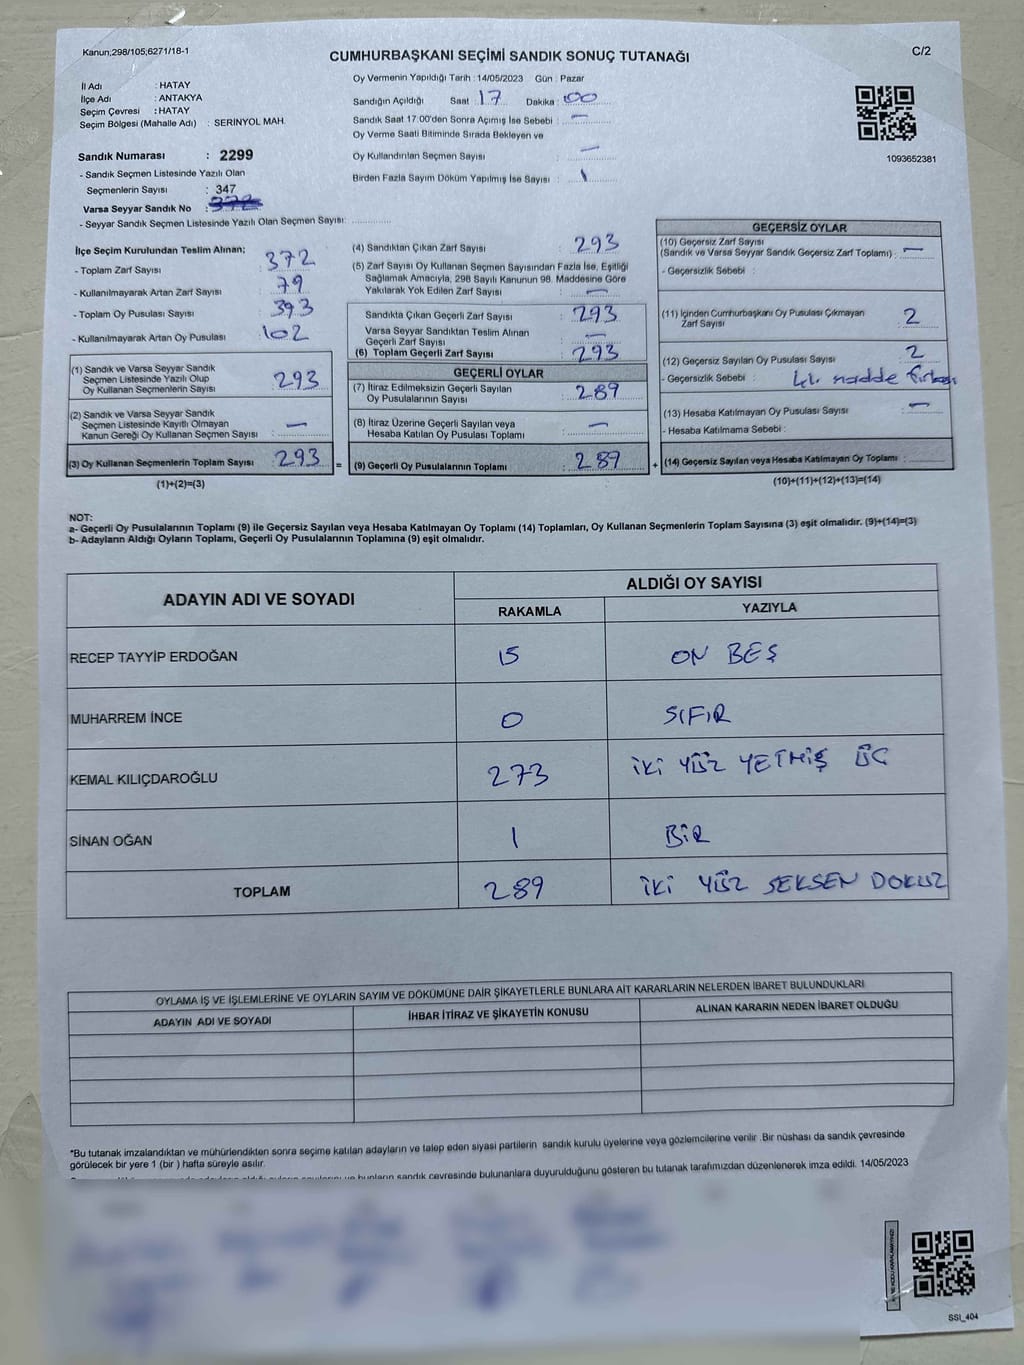 Kanun;298/105;6271/18-1
C/2
CUMHURBAŞKANI SEÇİMİ SANDIK SONUÇ TUTANAĞI
İl Adı : HATAY
İlçe Adı : ANTAKYA
Seçim Çevresi : HATAY
Seçim Bölgesi (Mahalle Adı) : SERİNYOL MAH.
Oy Vermenin Yapıldığı Tarih : 14/05/2023 Gün : Pazar
Sandığın Açıldığı Saat 17 Dakika : 00
Sandık Saat 17:00'den Sonra Açımış İse Sebebi : —
Oy Verme Saati Bitiminde Sırada Bekleyen ve
Oy Kullandırılan Seçmen Sayısı —
Birden Fazla Sayım Döküm Yapılmış İse Sayısı : 1
1093652381
Sandık Numarası : 2299
- Sandık Seçmen Listesinde Yazılı Olan
Seçmenlerin Sayısı : 347
Varsa Seyyar Sandık No :
- Seyyar Sandık Seçmen Listesinde Yazılı Olan Seçmen Sayısı:
İlçe Seçim Kurulundan Teslim Alınan;
- Toplam Zarf Sayısı : 372
- Kullanılmayarak Artan Zarf Sayısı : 79
- Toplam Oy Pusulası Sayısı : 393
- Kullanılmayarak Artan Oy Pusulası : 102
(1) Sandık ve Varsa Seyyar Sandık
Seçmen Listesinde Yazılı Olup
Oy Kullanan Seçmenlerin Sayısı : 293
(2) Sandık ve Varsa Seyyar Sandık
Seçmen Listesinde Kayıtlı Olmayan
Kanun Gereği Oy Kullanan Seçmen Sayısı : —
(3) Oy Kullanan Seçmenlerin Toplam Sayısı : 293
(1)+(2)=(3)
(4) Sandıktan Çıkan Zarf Sayısı : 293
(5) Zarf Sayısı Oy Kullanan Seçmen Sayısından Fazla İse, Eşitliği
Sağlamak Amacıyla, 298 Sayılı Kanunun 98. Maddesine Göre
Yakılarak Yok Edilen Zarf Sayısı : —
Sandıkta Çıkan Geçerli Zarf Sayısı : 293
Varsa Seyyar Sandıktan Teslim Alınan
Geçerli Zarf Sayısı : —
(6) Toplam Geçerli Zarf Sayısı : 293
GEÇERLİ OYLAR
(7) İtiraz Edilmeksizin Geçerli Sayılan
Oy Pusulalarının Sayısı : 289
(8) İtiraz Üzerine Geçerli Sayılan veya
Hesaba Katılan Oy Pusulası Toplamı : —
= (9) Geçerli Oy Pusulalarının Toplamı : 289
GEÇERSİZ OYLAR
(10) Geçersiz Zarf Sayısı
(Sandık ve Varsa Seyyar Sandık Geçersiz Zarf Toplamı) : —
- Geçersizlik Sebebi :
(11) İçinden Cumhurbaşkanı Oy Pusulası Çıkmayan
Zarf Sayısı : 2
(12) Geçersiz Sayılan Oy Pusulası Sayısı : 2
- Geçersizlik Sebebi : madde
(13) Hesaba Katılmayan Oy Pusulası Sayısı : —
- Hesaba Katılmama Sebebi :
+ (14) Geçersiz Sayılan veya Hesaba Katılmayan Oy Toplamı :
(10)+(11)+(12)+(13)=(14)
NOT:
a- Geçerli Oy Pusulalarının Toplamı (9) ile Geçersiz Sayılan veya Hesaba Katılmayan Oy Toplamı (14) Toplamları, Oy Kullanan Seçmenlerin Toplam Sayısına (3) eşit olmalıdır. (9)+(14)=(3)
b- Adayların Aldığı Oyların Toplamı, Geçerli Oy Pusulalarının Toplamına (9) eşit olmalıdır.
ADAYIN ADI VE SOYADI
ALDIĞI OY SAYISI
RAKAMLA YAZIYLA
RECEP TAYYİP ERDOĞAN 15 ON BEŞ
MUHARREM İNCE 0 SIFIR
KEMAL KILIÇDAROĞLU 273 İKİ YÜZ YETMİŞ ÜÇ
SİNAN OĞAN 1 BİR
TOPLAM 289 İKİ YÜZ SEKSEN DOKUZ
OYLAMA İŞ VE İŞLEMLERİNE VE OYLARIN SAYIM VE DÖKÜMÜNE DAİR ŞİKAYETLERLE BUNLARA AİT KARARLARIN NELERDEN İBARET BULUNDUKLARI
ADAYIN ADI VE SOYADI İHBAR İTİRAZ VE ŞİKAYETİN KONUSU ALINAN KARARIN NEDEN İBARET OLDUĞU
*Bu tutanak imzalandıktan ve mühürlendikten sonra seçime katılan adayların ve talep eden siyasi partilerin sandık kurulu üyelerine veya gözlemcilerine verilir. Bir nüshası da sandık çevresinde
görülecek bir yere 1 (bir ) hafta süreyle asılır.
sandık çevresinde bulunanlara duyurulduğunu gösteren bu tutanak tarafımızdan düzenlenerek imza edildi. 14/05/2023
SSI_404